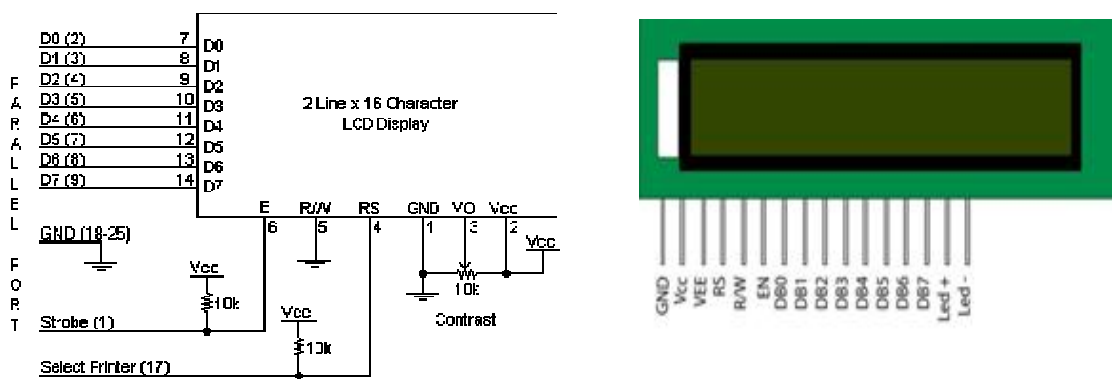 D0 (2) 7 D0
D1 (3) 8 D1
D2 (4) 9 D2
D3 (5) 10 D3
D4 (6) 11 D4
D5 (7) 12 D5
D6 (8) 13 D6
D7 (9) 14 D7
2 Line x 16 Character
LCD Display
PARALLEL PORT
E R/W RS GND VO Vcc
6 5 4 1 3 2
GND (18-25)
Vcc
10k
Strobe (1)
Vcc
10k
Select Printer (17)
Vcc
10k
Contrast
GND
Vcc
VEE
RS
R/W
EN
DB0
DB1
DB2
DB3
DB4
DB5
DB6
DB7
Led +
Led -